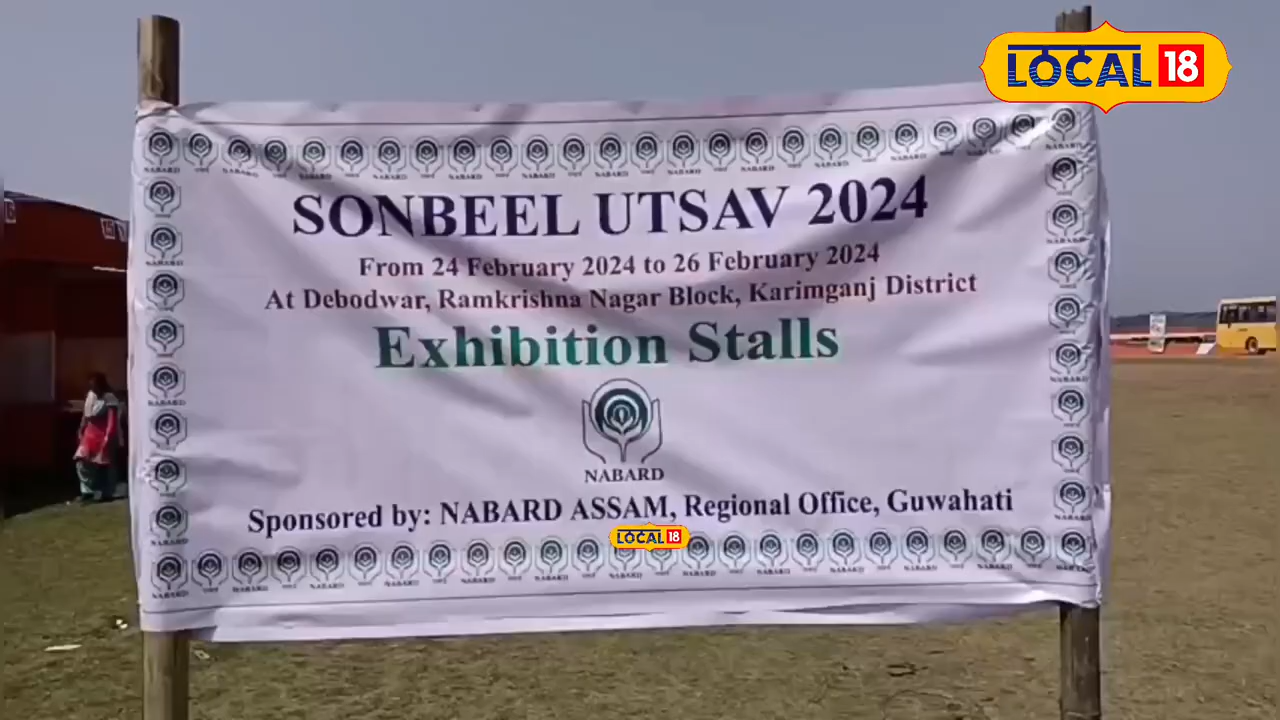 LOCAL 18
SONBEEL UTSAV 2024
From 24 February 2024 to 26 February 2024
At Debodwar, Ramkrishna Nagar Block, Karimganj District
Exhibition Stalls
NABARD
Sponsored by: NABARD ASSAM, Regional Office, Guwahati
LOCAL 18